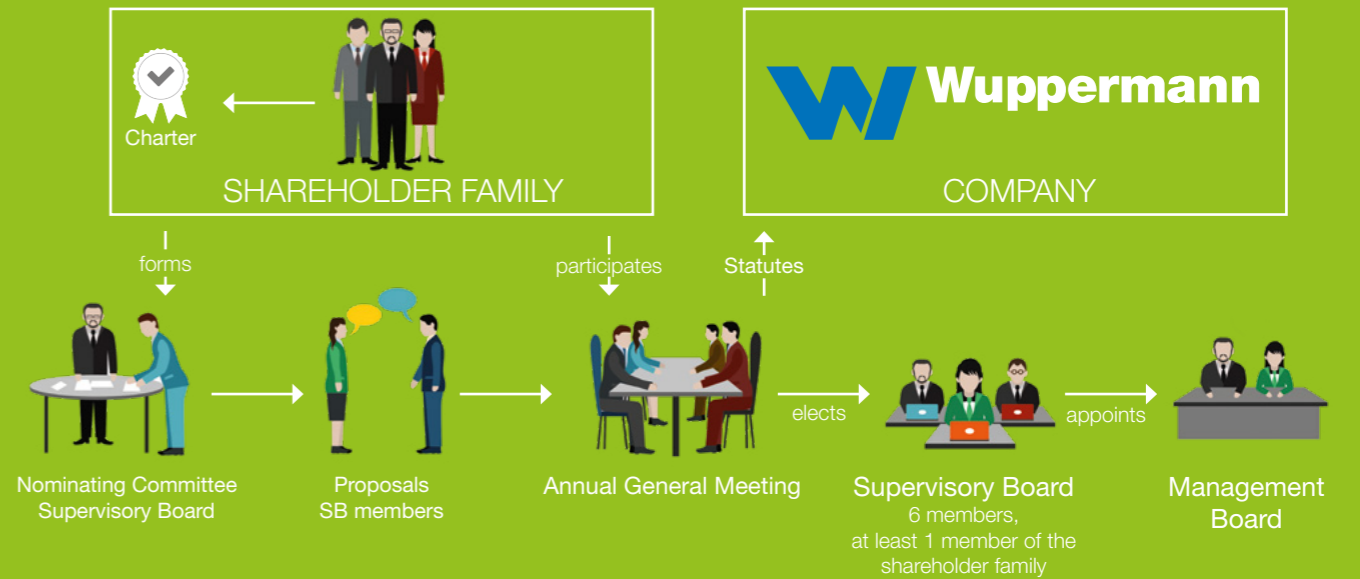 Charter
SHAREHOLDER FAMILY
Wuppermann
COMPANY
forms
participates
Statutes
elects
appoints
Nominating Committee
Supervisory Board
Proposals
SB members
Annual General Meeting
Supervisory Board
6 members,
at least 1 member of the
shareholder family
Management
Board